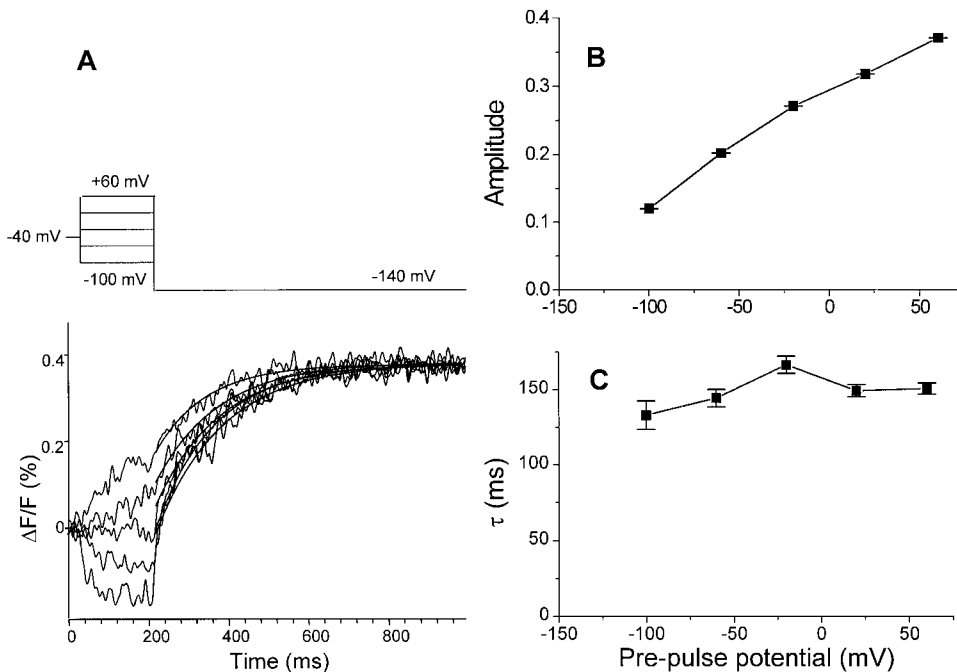 A
+60 mV
-40 mV
-100 mV
-140 mV
0.4
0.2
0
ΔF/F (%)
0 200 400 600 800
Time (ms)
B
0.4
0.3
0.2
0.1
0.0
Amplitude
-150 -100 -50 0 50
C
150
100
50
0
τ (ms)
-150 -100 -50 0 50
Pre-pulse potential (mV)